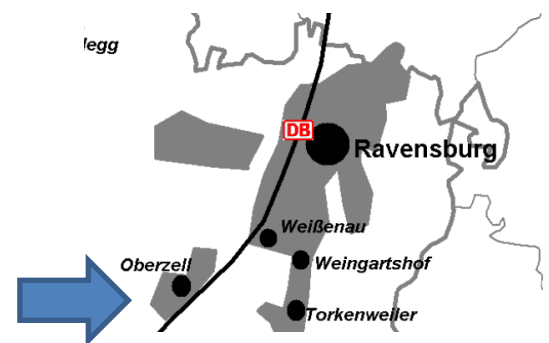 legg
DB
Ravensburg
Weißenau
Oberzell
Weingartshof
Torkenweiler